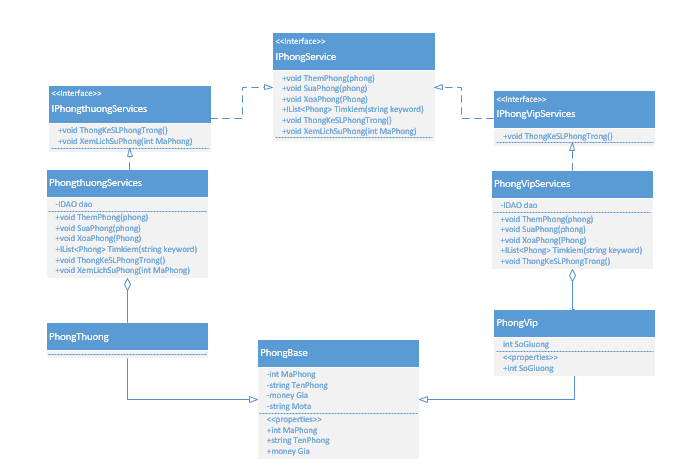 <<Interface>>
IPhongService
+void ThemPhong(phong)
+void SuaPhong(phong)
+void XoaPhong(Phong)
+IList<Phong> Timkiem(string keyword)
+void ThongKeSLPhongTrong()
+void XemLichSuPhong(int MaPhong)
<<Interface>>
IPhongthuongServices
+void ThongKeSLPhongTrong()
+void XemLichSuPhong(int MaPhong)
<<Interface>>
IPhongVipServices
+void ThongKeSLPhongTrong()
PhongthuongServices
-IDAO dao
+void ThemPhong(phong)
+void SuaPhong(phong)
+void XoaPhong(Phong)
+IList<Phong> Timkiem(string keyword)
+void ThongKeSLPhongTrong()
+void XemLichSuPhong(int MaPhong)
PhongVipServices
-IDAO dao
+void ThemPhong(phong)
+void SuaPhong(phong)
+void XoaPhong(Phong)
+IList<Phong> Timkiem(string keyword)
+void ThongKeSLPhongTrong()
PhongThuong
PhongVip
int SoGiuong
<<properties>>
+int SoGiuong
PhongBase
-int MaPhong
-string TenPhong
-money Gia
-string Mota
<<properties>>
+int MaPhong
+string TenPhong
+money Gia